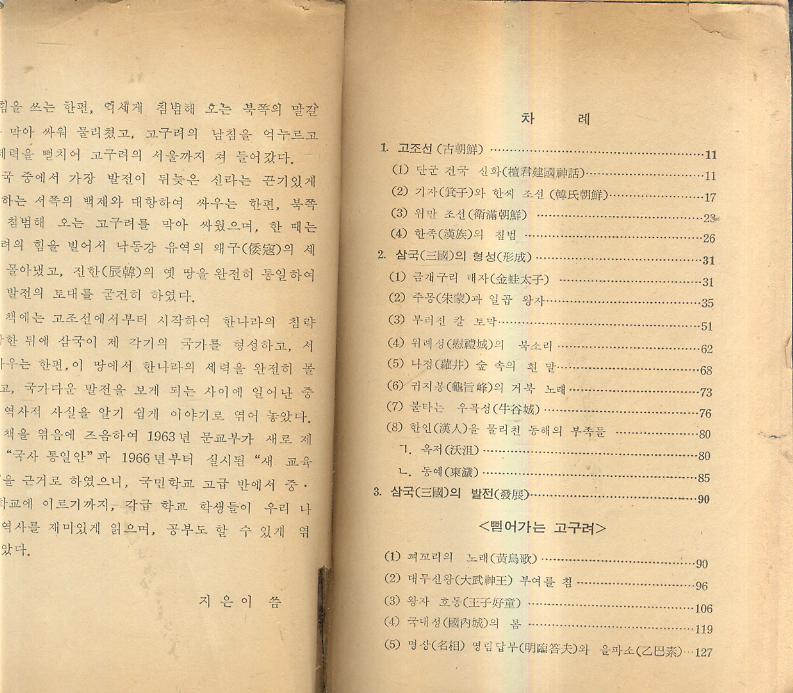 힘을 쓰는 한편, 억세게 침범해 오는 북쪽의 말갈
막아 싸워 물리쳤고, 고구려의 남침을 억누르고
세력을 뻗치어 고구려의 서울까지 쳐 들어갔다.
국 중에서 가장 발전이 뒤늦은 신라는 끈기있게
하는 서쪽의 백제와 대항하여 싸우는 한편, 북쪽
침범해 오는 고구려를 막아 싸웠으며, 한 때는
려의 힘을 빌어서 낙동강 유역의 왜구(倭寇)의 세
몰아냈고, 진한(辰韓)의 옛 땅을 완전히 통일하여
발전의 토대를 굳건히 하였다.
책에는 고조선에서부터 시작하여 한나라의 침략
한 뒤에 삼국이 제 각기의 국가를 형성하고, 서
우는 한편, 이 땅에서 한나라의 세력을 완전히 몰
고, 국가다운 발전을 보게 되는 사이에 일어난 중
역사적 사실을 알기 쉽게 이야기로 엮어 놓았다.
책을 엮음에 즈음하여 1963년 문교부가 새로 제
“국사 통일안”과 1966년부터 실시된 “새 교육
을 근거로 하였으니, 국민학교 고급 반에서 중·
학교에 이르기까지, 각급 학교 학생들이 우리 나
역사를 재미있게 읽으며, 공부도 할 수 있게 엮
았다.
지은이 씀
차 례
1. 고조선(古朝鮮) ……11
(1) 단군 건국 신화(檀君建國神話)……11
(2) 기자(箕子)와 한씨 조선(韓氏朝鮮)……17
(3) 위만 조선(衛滿朝鮮) ……23
(4) 한족(漢族)의 침범 ……26
2. 삼국(三國)의 형성(形成)……31
(1) 금개구리 태자(金蛙太子) ……31
(2) 주몽(朱蒙)과 일곱 왕자……35
(3) 부러진 칼 토막……51
(4) 위례성(慰禮城)의 목소리 ……62
(5) 나정(蘿井) 숲 속의 흰 말……68
(6) 귀지봉(龜旨峰)의 거북 노래……73
(7) 불타는 우곡성(牛谷城)……76
(8) 한인(漢人)을 물리친 동해의 부족들 ……80
ㄱ. 옥저(沃沮) ……80
ㄴ. 동예(東濊)……85
3. 삼국(三國)의 발전(發展)……90
<뻗어가는 고구려>
(1) 꾀꼬리의 노래(黃鳥歌) ……90
(2) 대무신왕(大武神王) 부여를 침 ……96
(3) 왕자 호동(王子好童) ……106
(4) 국내성(國內城)의 봄 ……119
(5) 명상(名相) 명림답부(明臨答夫)와 을파소(乙巴素)…127